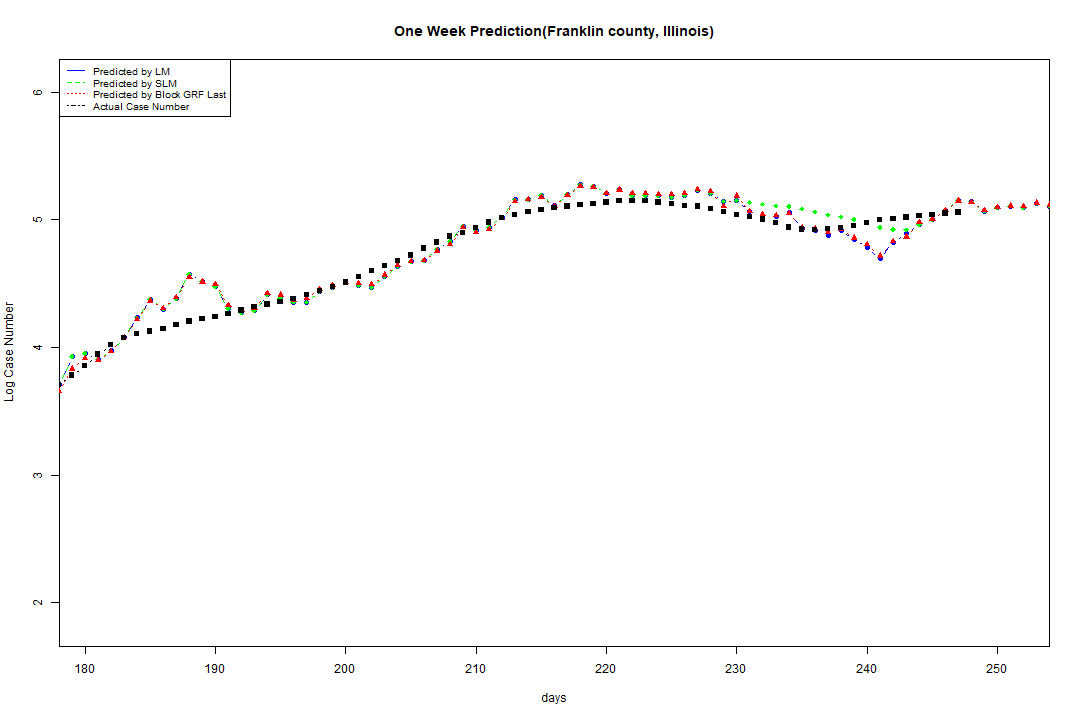 One Week Prediction(Franklin county, Illinois)
Predicted by LM
Predicted by SLM
Predicted by Block GRF Last
Actual Case Number
6
5
4
3
2
Log Case Number
180 190 200 210 220 230 240 250
days